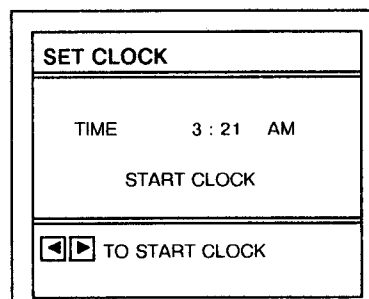 SET CLOCK
TIME 3 : 21 AM
START CLOCK
◀ ▶ TO START CLOCK